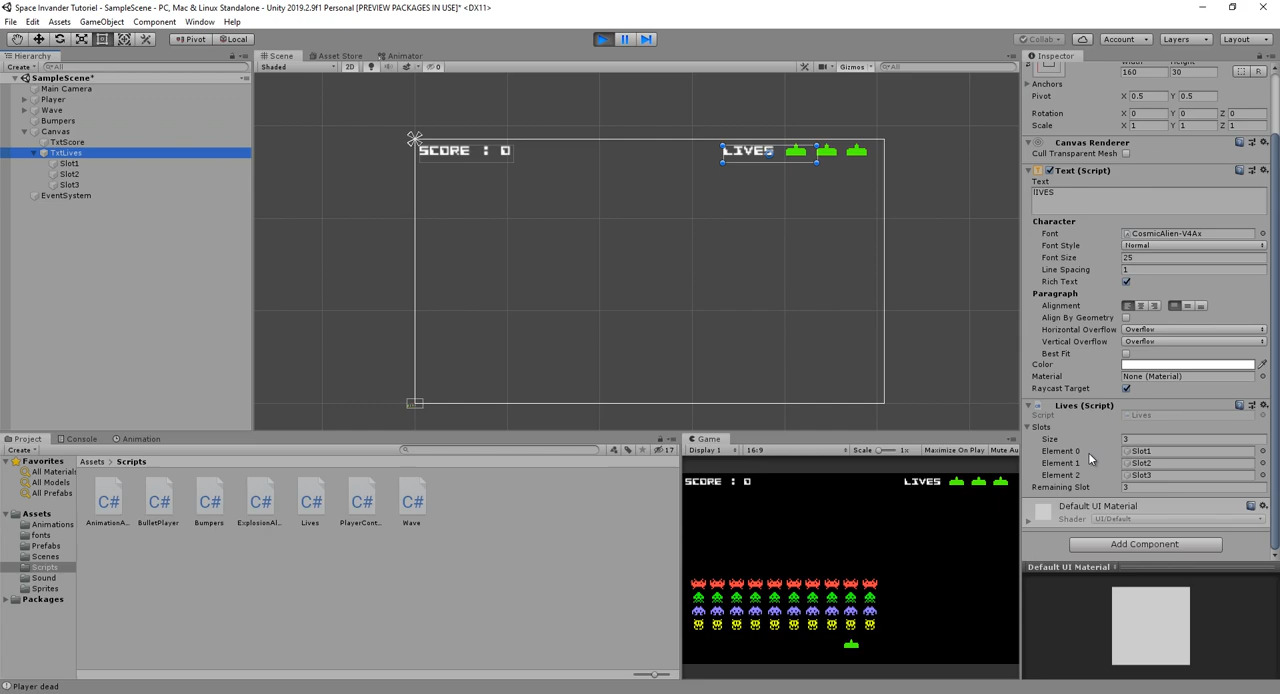 Space Invander Tutoriel - SampleScene - PC, Mac & Linux Standalone - Unity 2019.2.9f1 Personal [PREVIEW PACKAGES IN USE]* <DX11>
File Edit Assets GameObject Component Window Help
Pivot Local Collab Account Layers Layout
Hierarchy
Create All
SampleScene*
Main Camera
Player
Wave
Bumpers
Canvas
TxtScore
TxtLives
Slot1
Slot2
Slot3
EventSystem
Scene Asset Store Animator
Shaded 2D 0 Gizmos All
SCORE : 0 LIVES
Inspector
Width Height
160 30 R
Anchors
Pivot X 0.5 Y 0.5
Rotation X 0 Y 0 Z 0
Scale X 1 Y 1 Z 1
Canvas Renderer
Cull Transparent Mesh
Text (Script)
Text
lIVES
Character
Font CosmicAlien-V4Ax
Font Style Normal
Font Size 25
Line Spacing 1
Rich Text
Paragraph
Alignment
Align By Geometry
Horizontal Overflow Overflow
Vertical Overflow Overflow
Best Fit
Color
Material None (Material)
Raycast Target
Lives (Script)
Script Lives
Slots
Size 3
Element 0 Slot1
Element 1 Slot2
Element 2 Slot3
Remaining Slot 3
Default UI Material
Shader UI/Default
Add Component
Default UI Material
Project Console Animation
Create 17
Favorites
All Materials
All Models
All Prefabs
Assets
Animations
fonts
Prefabs
Scenes
Scripts
Sound
Sprites
Packages
Assets Scripts
C# C# C# C# C# C# C#
AnimationA... BulletPlayer Bumpers ExplosionAl... Lives PlayerCont... Wave
Game
Display 1 16:9 Scale 1x Maximize On Play Mute Au
SCORE : 0 LIVES
Player dead